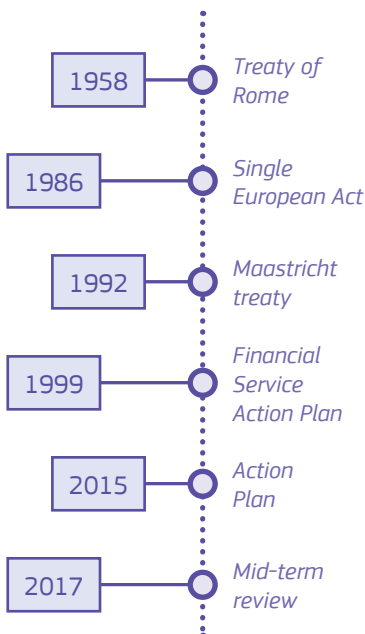 1958
Treaty of
Rome
1986
Single
European Act
1992
Maastricht
treaty
1999
Financial
Service
Action Plan
2015
Action
Plan
2017
Mid-term
review